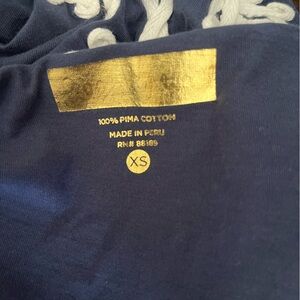 100% PIMA COTTON
MADE IN PERU
RN# 88189
XS